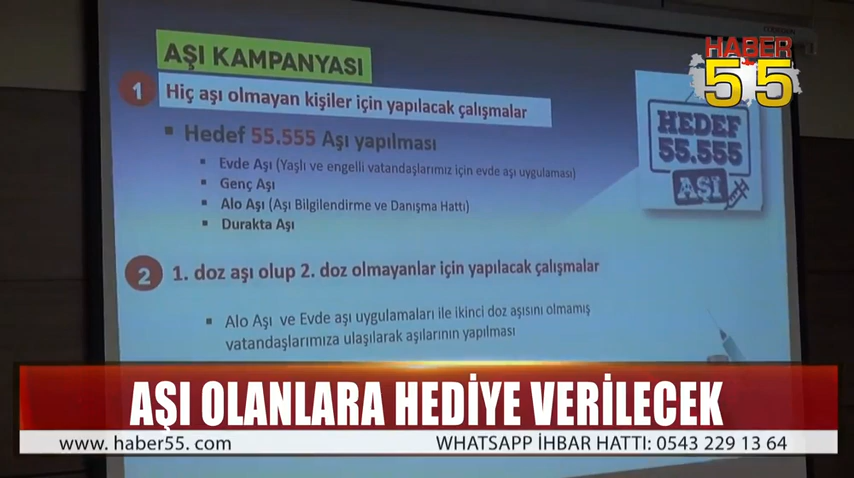 AŞI KAMPANYASI
HABER
55
1
Hiç aşı olmayan kişiler için yapılacak çalışmalar
▪ Hedef 55.555 Aşı yapılması
▪ Evde Aşı (Yaşlı ve engelli vatandaşlarımız için evde aşı uygulaması)
▪ Genç Aşı
▪ Alo Aşı (Aşı Bilgilendirme ve Danışma Hattı)
▪ Durakta Aşı
HEDEF
55.555
AŞI
2
1. doz aşı olup 2. doz olmayanlar için yapılacak çalışmalar
▪ Alo Aşı ve Evde aşı uygulamaları ile ikinci doz aşısını olmamış
vatandaşlarımıza ulaşılarak aşılarının yapılması
AŞI OLANLARA HEDİYE VERİLECEK
www. haber55. com
WHATSAPP İHBAR HATTI: 0543 229 13 64